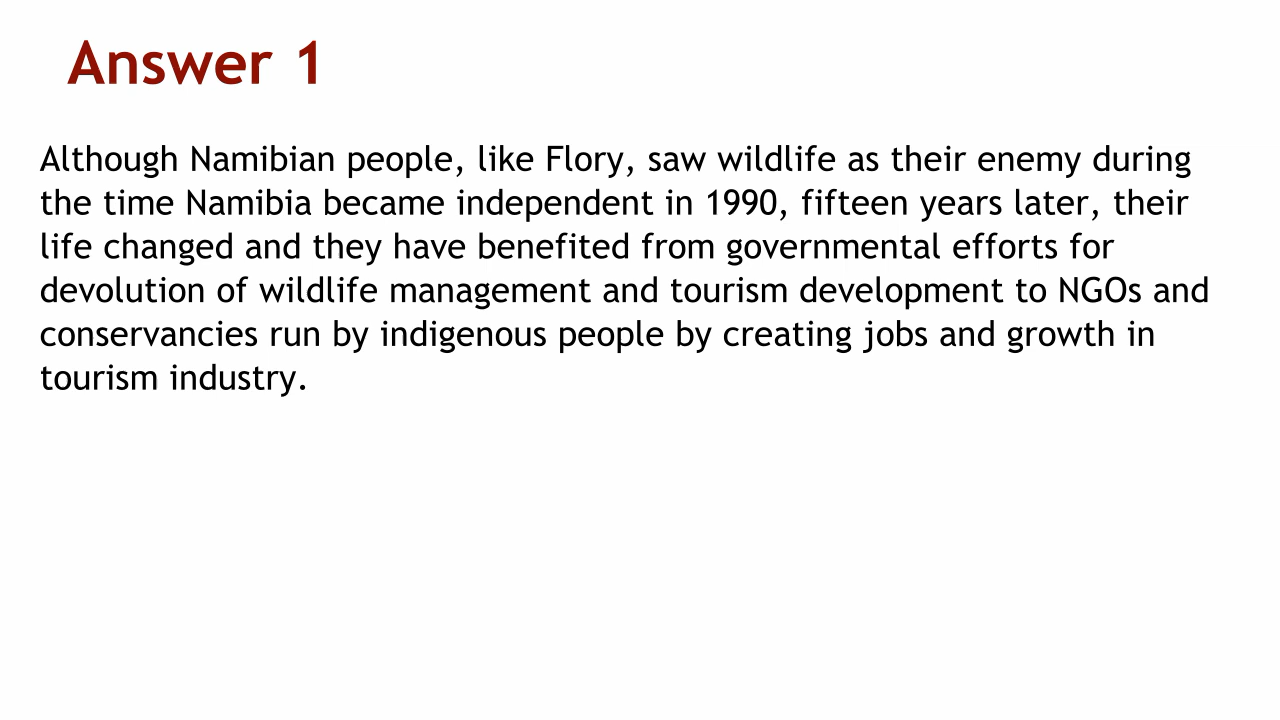 Answer 1
Although Namibian people, like Flory, saw wildlife as their enemy during
the time Namibia became independent in 1990, fifteen years later, their
life changed and they have benefited from governmental efforts for
devolution of wildlife management and tourism development to NGOs and
conservancies run by indigenous people by creating jobs and growth in
tourism industry.